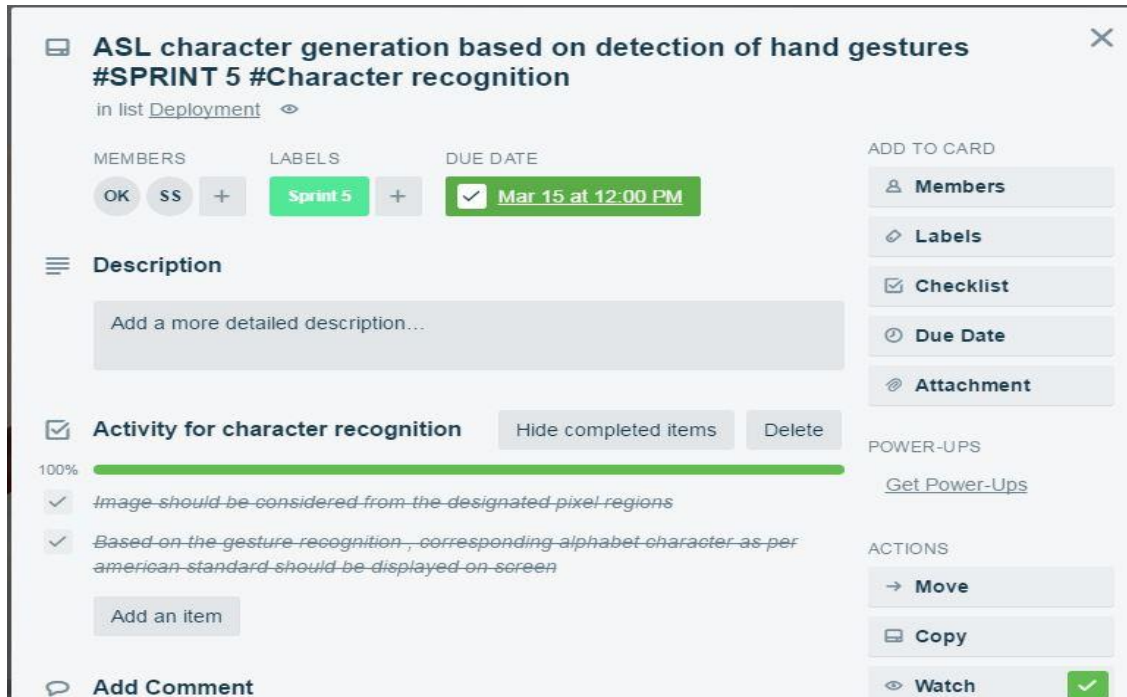 ASL character generation based on detection of hand gestures
#SPRINT 5 #Character recognition
in list Deployment
MEMBERS
LABELS
DUE DATE
OK
SS
+
Sprint 5
+
Mar 15 at 12:00 PM
Description
Add a more detailed description…
Activity for character recognition
Hide completed items
Delete
100%
Image should be considered from the designated pixel regions
Based on the gesture recognition , corresponding alphabet character as per
american standard should be displayed on screen
Add an item
Add Comment
ADD TO CARD
Members
Labels
Checklist
Due Date
Attachment
POWER-UPS
Get Power-Ups
ACTIONS
Move
Copy
Watch